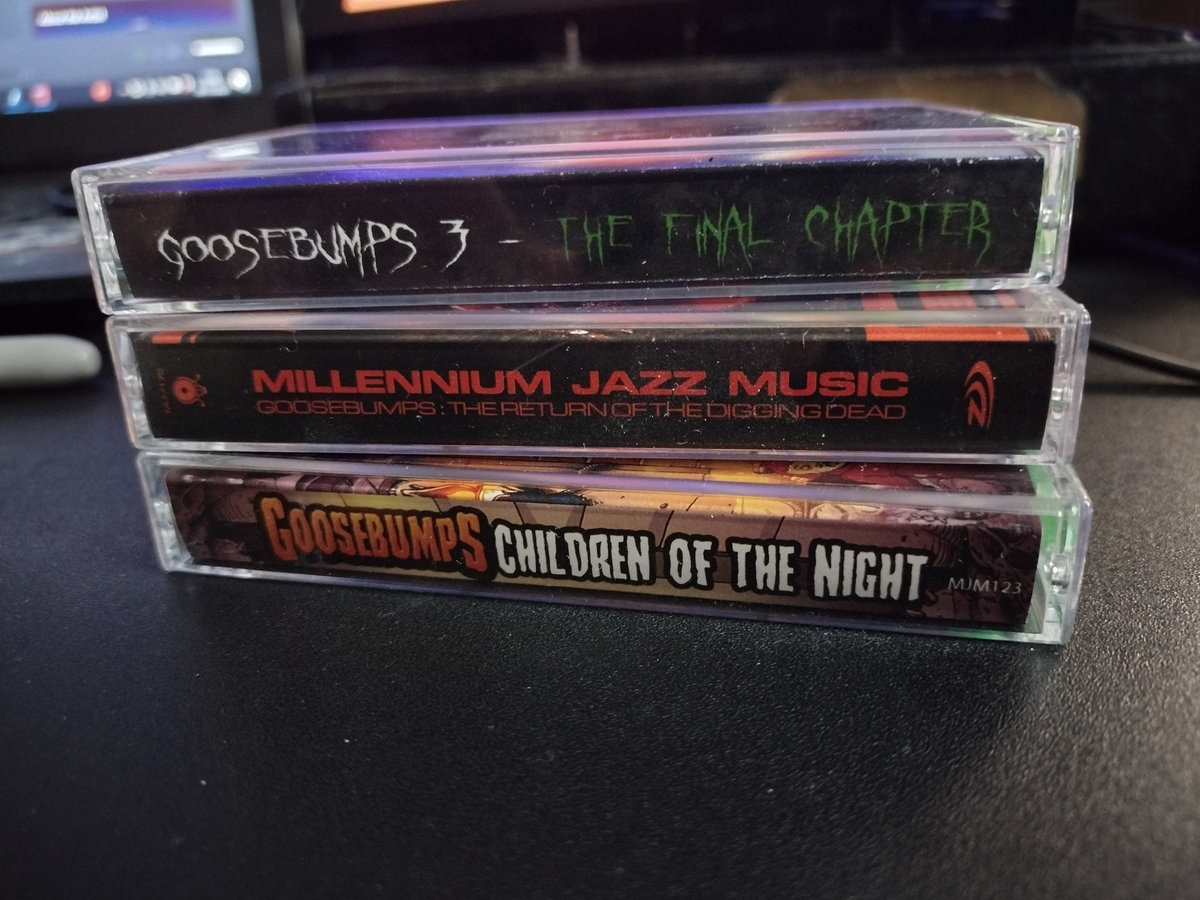 GOOSEBUMPS 3 - THE FINAL CHAPTER
MILLENNIUM JAZZ MUSIC
GOOSEBUMPS: THE RETURN OF THE DIGGING DEAD
GOOSEBUMPS CHILDREN OF THE NIGHT MJM123